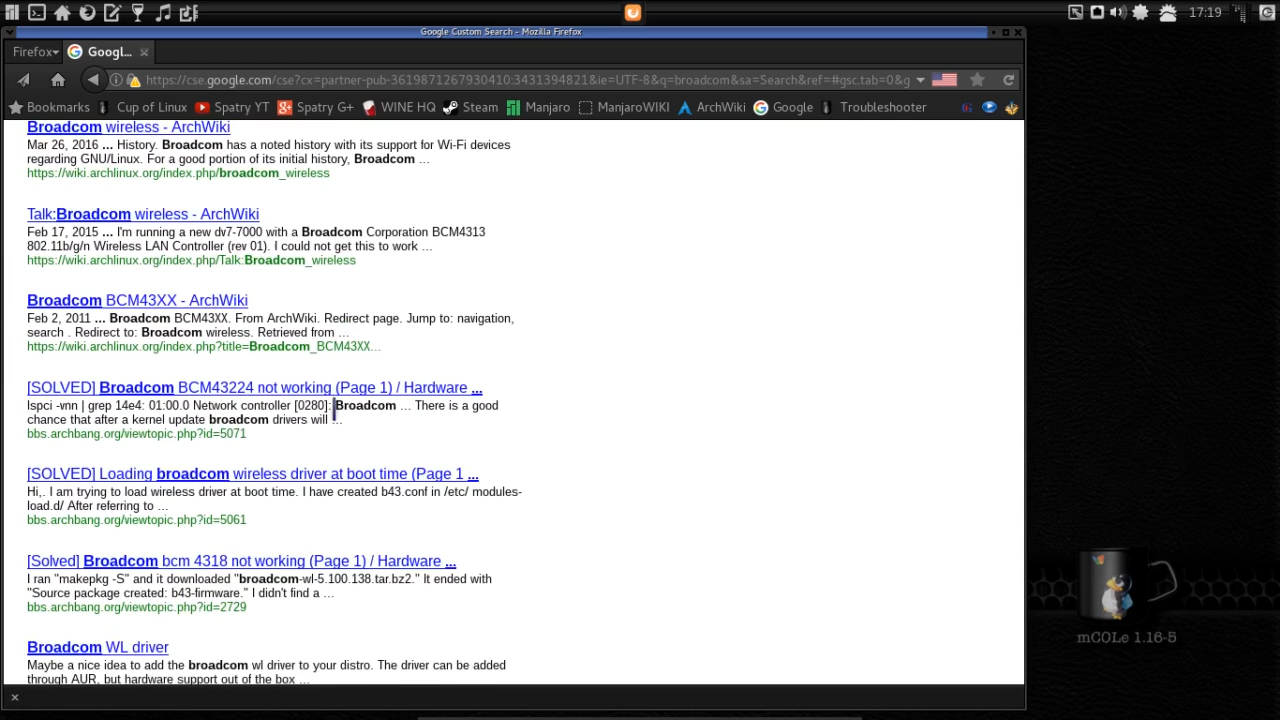 17:19
Google Custom Search - Mozilla Firefox
Firefox
Googl...
https://cse.google.com/cse?cx=partner-pub-3619871267930410:3431394821&ie=UTF-8&q=broadcom&sa=Search&ref=#gsc.tab=0&g
Bookmarks Cup of Linux Spatry YT Spatry G+ WINE HQ Steam Manjaro ManjaroWIKI ArchWiki Google Troubleshooter
Broadcom wireless - ArchWiki
Mar 26, 2016 ... History. Broadcom has a noted history with its support for Wi-Fi devices
regarding GNU/Linux. For a good portion of its initial history, Broadcom ...
https://wiki.archlinux.org/index.php/broadcom_wireless
Talk:Broadcom wireless - ArchWiki
Feb 17, 2015 ... I'm running a new dv7-7000 with a Broadcom Corporation BCM4313
802.11b/g/n Wireless LAN Controller (rev 01). I could not get this to work ...
https://wiki.archlinux.org/index.php/Talk:Broadcom_wireless
Broadcom BCM43XX - ArchWiki
Feb 2, 2011 ... Broadcom BCM43XX. From ArchWiki. Redirect page. Jump to: navigation,
search . Redirect to: Broadcom wireless. Retrieved from ...
https://wiki.archlinux.org/index.php?title=Broadcom_BCM43XX...
[SOLVED] Broadcom BCM43224 not working (Page 1) / Hardware ...
lspci -vnn | grep 14e4: 01:00.0 Network controller [0280]: Broadcom ... There is a good
chance that after a kernel update broadcom drivers will ...
bbs.archbang.org/viewtopic.php?id=5071
[SOLVED] Loading broadcom wireless driver at boot time (Page 1 ...
Hi,. I am trying to load wireless driver at boot time. I have created b43.conf in /etc/ modules-
load.d/ After referring to ...
bbs.archbang.org/viewtopic.php?id=5061
[Solved] Broadcom bcm 4318 not working (Page 1) / Hardware ...
I ran "makepkg -S" and it downloaded "broadcom-wl-5.100.138.tar.bz2." It ended with
"Source package created: b43-firmware." I didn't find a ...
bbs.archbang.org/viewtopic.php?id=2729
Broadcom WL driver
Maybe a nice idea to add the broadcom wl driver to your distro. The driver can be added
through AUR, but hardware support out of the box ...
mCOLe 1.16-5